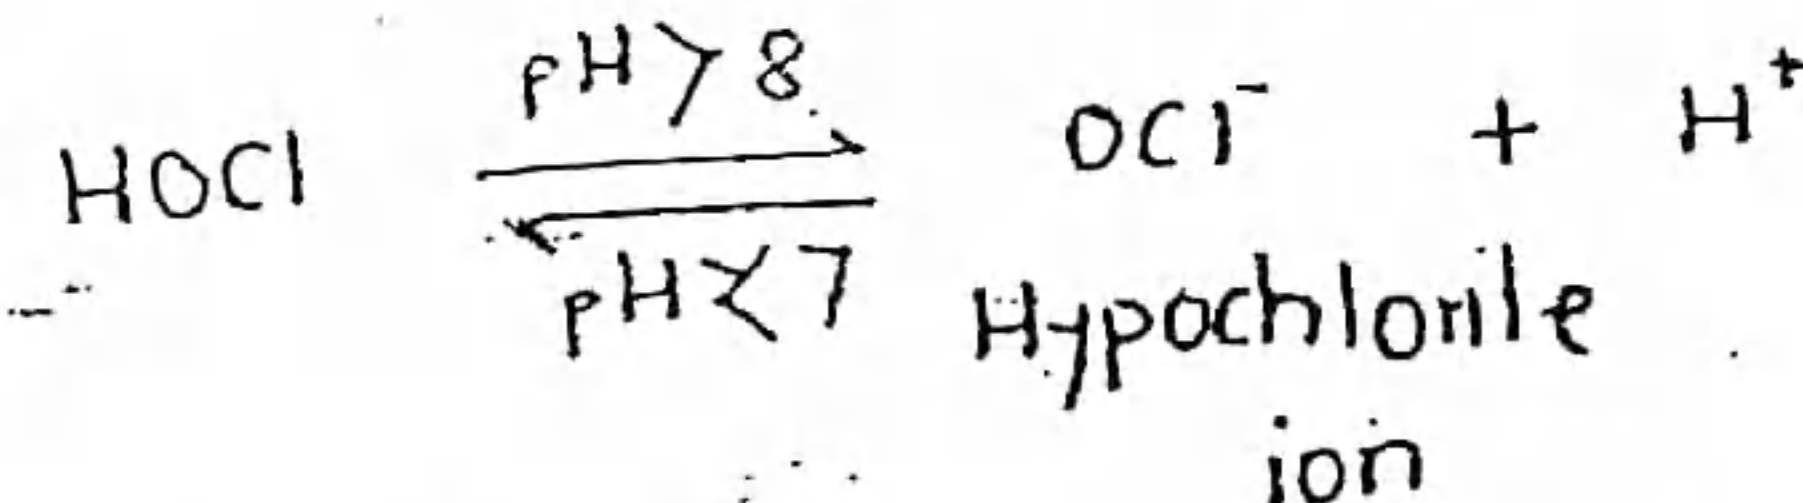 pH > 8
HOCl ⇌ OCl⁻ + H⁺
pH < 7
Hypochlorite
ion